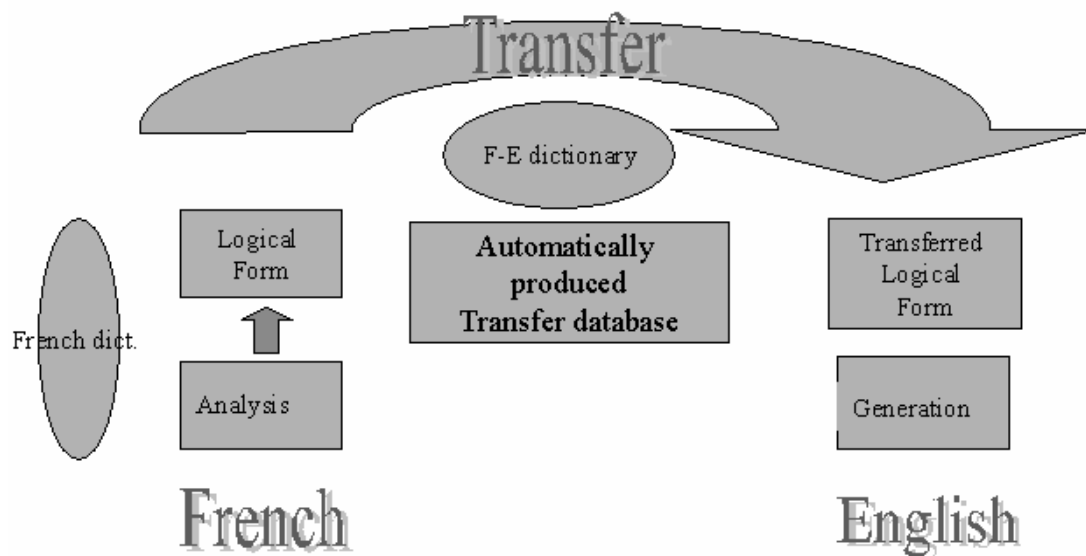 Transfer
F-E dictionary
Logical
Form
Automatically
produced
Transfer database
Transferred
Logical
Form
French dict.
Analysis
Generation
French
English